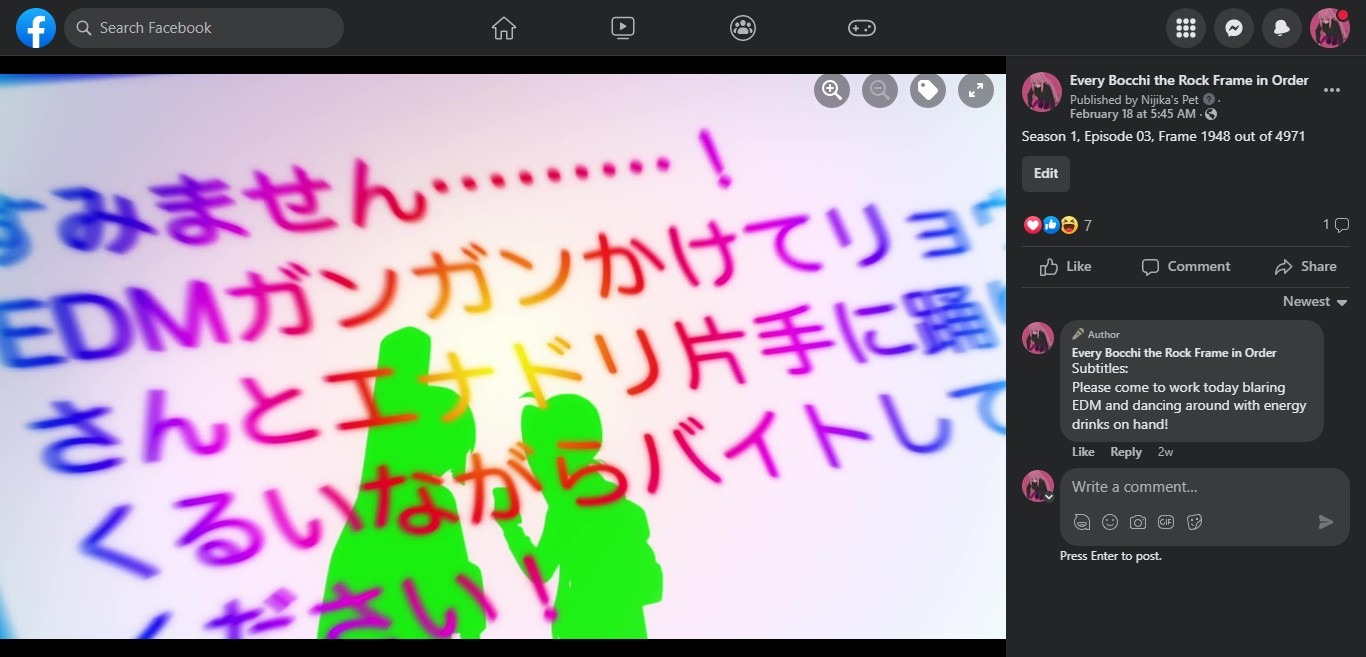 Search Facebook
すみません………！
EDMガンガンかけてリョウ
さんとエナドリ片手に踊り
くるいながらバイトして
ください！
Every Bocchi the Rock Frame in Order
Published by Nijika's Pet ·
February 18 at 5:45 AM ·
Season 1, Episode 03, Frame 1948 out of 4971
Edit
7
1
Like
Comment
Share
Newest
Author
Every Bocchi the Rock Frame in Order
Subtitles:
Please come to work today blaring
EDM and dancing around with energy
drinks on hand!
Like Reply 2w
Write a comment...
GIF
Press Enter to post.